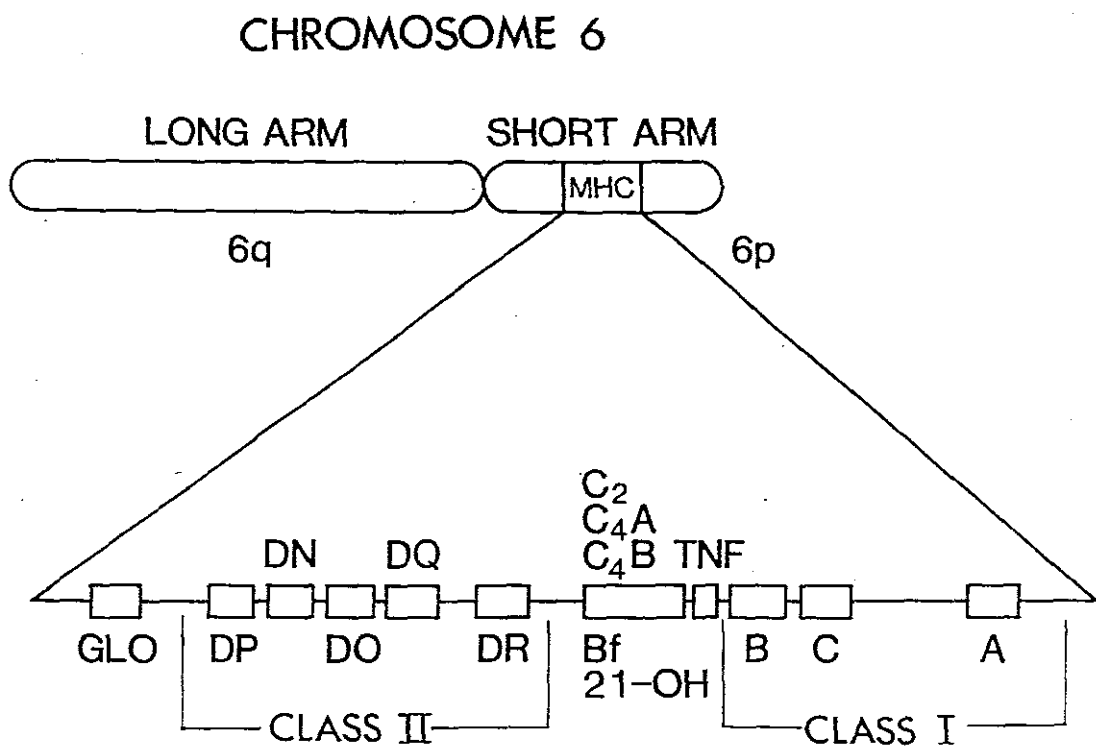 CHROMOSOME 6
LONG ARM SHORT ARM
MHC
6q 6p
C₂
C₄A
DN DQ C₄B TNF
GLO DP DO DR Bf B C A
21-OH
CLASS II CLASS I